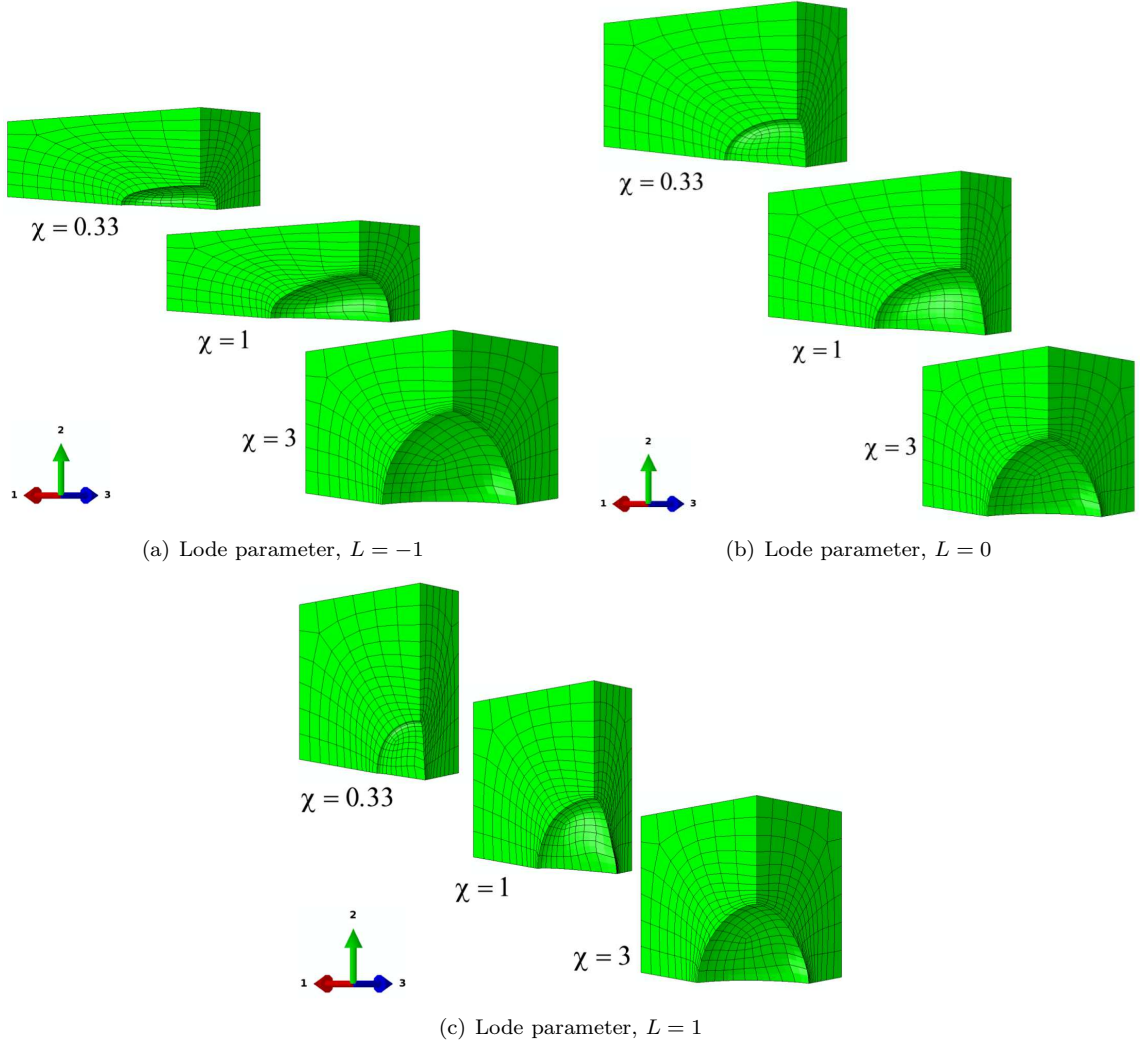 χ = 0.33
χ = 1
χ = 3
2
1 3
(a) Lode parameter, L = −1
χ = 0.33
χ = 1
χ = 3
2
1 3
(b) Lode parameter, L = 0
χ = 0.33
χ = 1
χ = 3
2
1 3
(c) Lode parameter, L = 1